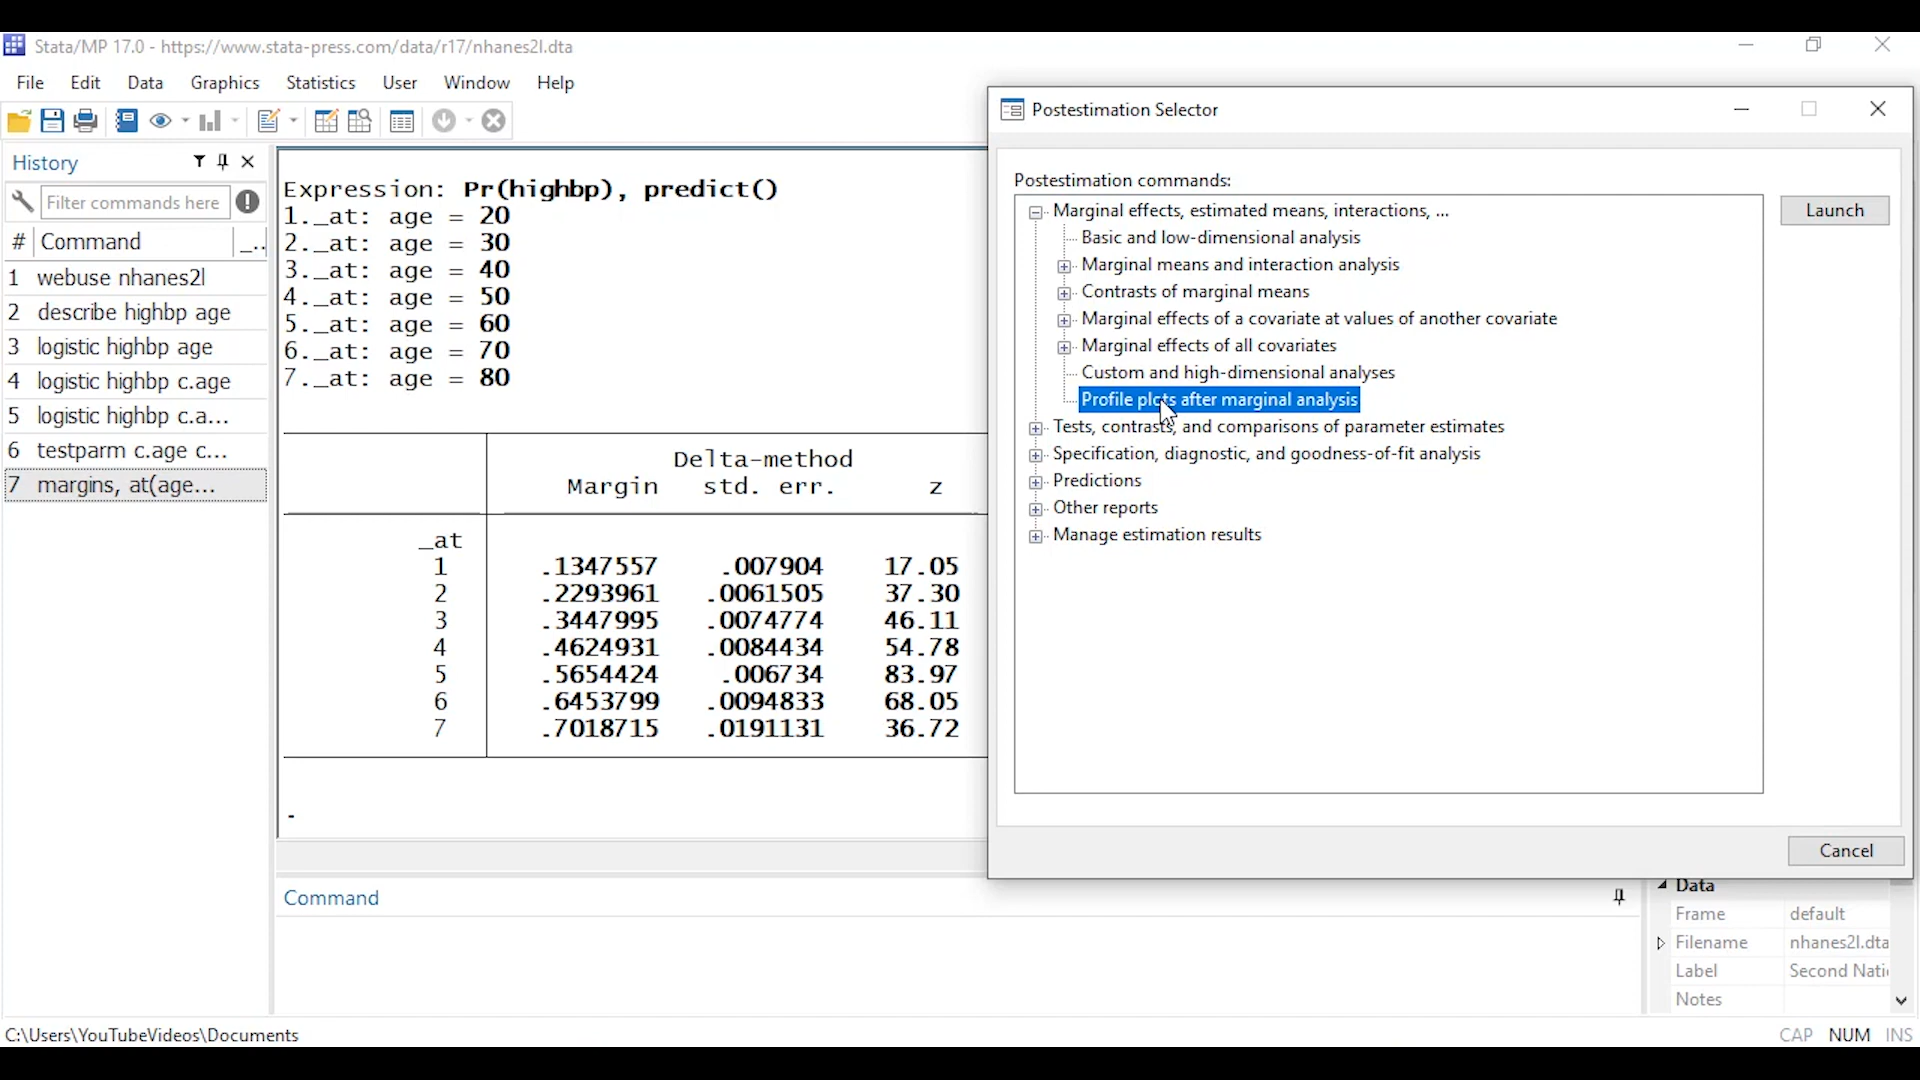 Stata/MP 17.0 - https://www.stata-press.com/data/r17/nhanes2l.dta
File Edit Data Graphics Statistics User Window Help
History
Filter commands here
# Command _..
1 webuse nhanes2l
2 describe highbp age
3 logistic highbp age
4 logistic highbp c.age
5 logistic highbp c.a...
6 testparm c.age c...
7 margins, at(age...
Expression: Pr(highbp), predict()
1._at: age = 20
2._at: age = 30
3._at: age = 40
4._at: age = 50
5._at: age = 60
6._at: age = 70
7._at: age = 80
Delta-method
Margin std. err. z
_at
1 .1347557 .007904 17.05
2 .2293961 .0061505 37.30
3 .3447995 .0074774 46.11
4 .4624931 .0084434 54.78
5 .5654424 .006734 83.97
6 .6453799 .0094833 68.05
7 .7018715 .0191131 36.72
Postestimation Selector
Postestimation commands:
Marginal effects, estimated means, interactions, ...
Basic and low-dimensional analysis
Marginal means and interaction analysis
Contrasts of marginal means
Marginal effects of a covariate at values of another covariate
Marginal effects of all covariates
Custom and high-dimensional analyses
Profile plots after marginal analysis
Tests, contrasts, and comparisons of parameter estimates
Specification, diagnostic, and goodness-of-fit analysis
Predictions
Other reports
Manage estimation results
Launch
Cancel
Command
Data
Frame default
Filename nhanes2l.dta
Label Second Nati
Notes
C:\Users\YouTubeVideos\Documents
CAP NUM INS